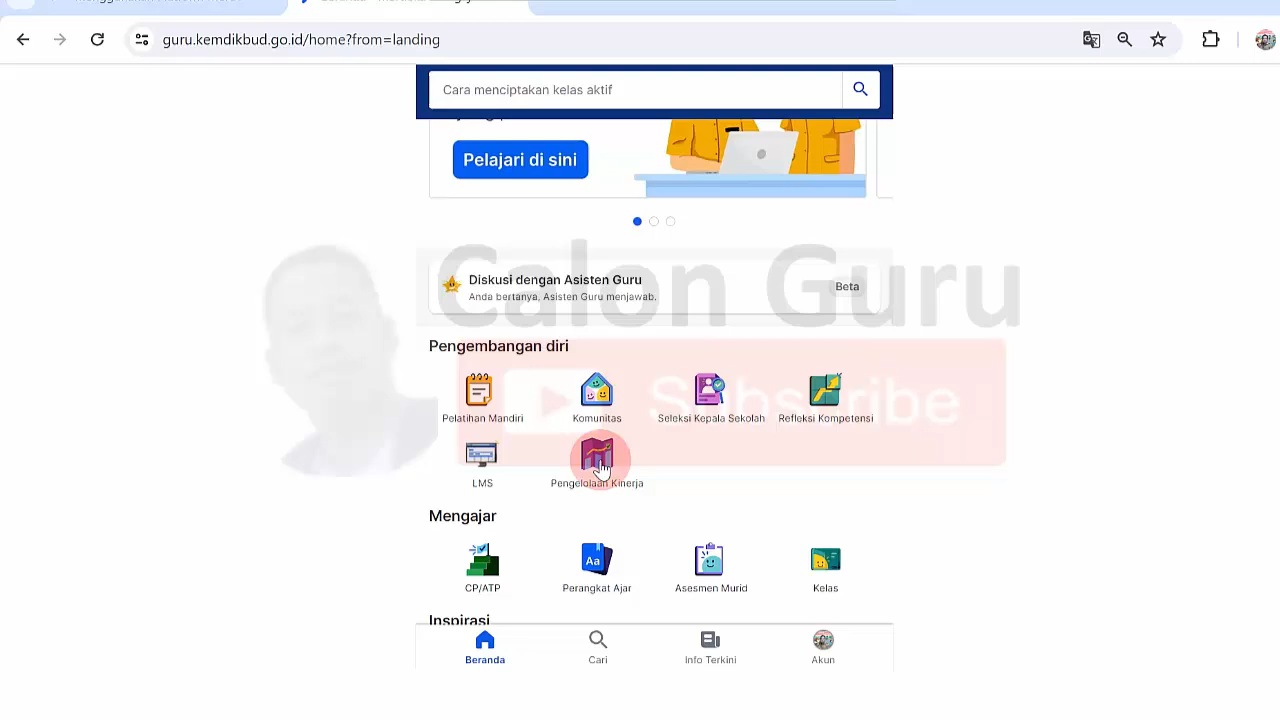 guru.kemdikbud.go.id/home?from=landing
Cara menciptakan kelas aktif
Pelajari di sini
Diskusi dengan Asisten Guru
Anda bertanya, Asisten Guru menjawab.
Beta
Calon Guru
Pengembangan diri
Subscribe
Pelatihan Mandiri
Komunitas
Seleksi Kepala Sekolah
Refleksi Kompetensi
LMS
Pengelolaan Kinerja
Mengajar
Aa
CP/ATP
Perangkat Ajar
Asesmen Murid
Kelas
Inspirasi
Beranda
Cari
Info Terkini
Akun